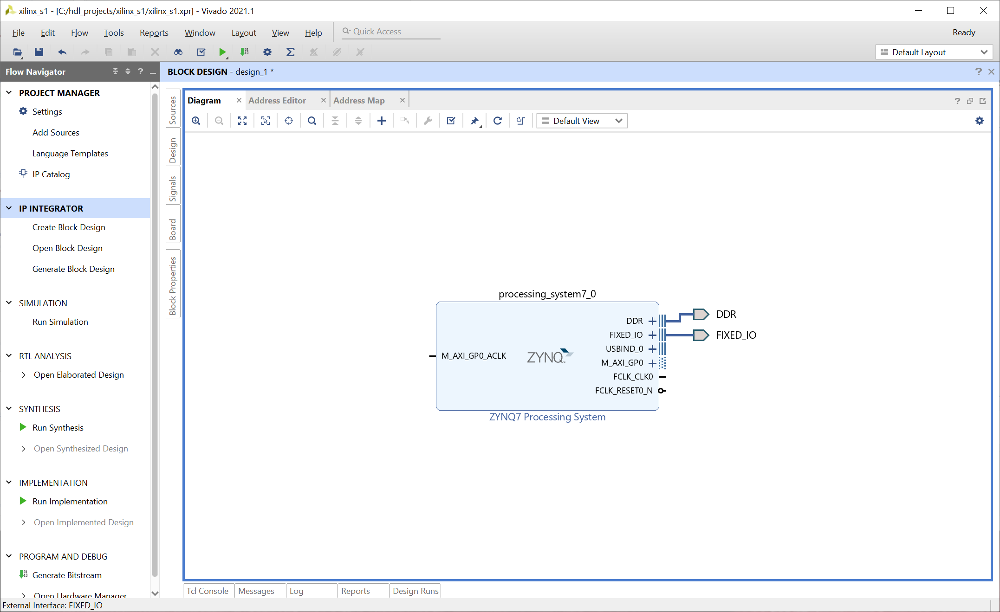 xilinx_s1 - [C:/hdl_projects/xilinx_s1/xilinx_s1.xpr] - Vivado 2021.1
File Edit Flow Tools Reports Window Layout View Help
Quick Access
Ready
Default Layout
Flow Navigator
BLOCK DESIGN - design_1 *
PROJECT MANAGER
Settings
Add Sources
Language Templates
IP Catalog
IP INTEGRATOR
Create Block Design
Open Block Design
Generate Block Design
SIMULATION
Run Simulation
RTL ANALYSIS
Open Elaborated Design
SYNTHESIS
Run Synthesis
Open Synthesized Design
IMPLEMENTATION
Run Implementation
Open Implemented Design
PROGRAM AND DEBUG
Generate Bitstream
Open Hardware Manager
Sources
Design
Signals
Board
Block Properties
Diagram
Address Editor
Address Map
Default View
processing_system7_0
M_AXI_GP0_ACLK
ZYNQ
DDR
FIXED_IO
USBIND_0
M_AXI_GP0
FCLK_CLK0
FCLK_RESET0_N
DDR
FIXED_IO
ZYNQ7 Processing System
Tcl Console
Messages
Log
Reports
Design Runs
External Interface: FIXED_IO